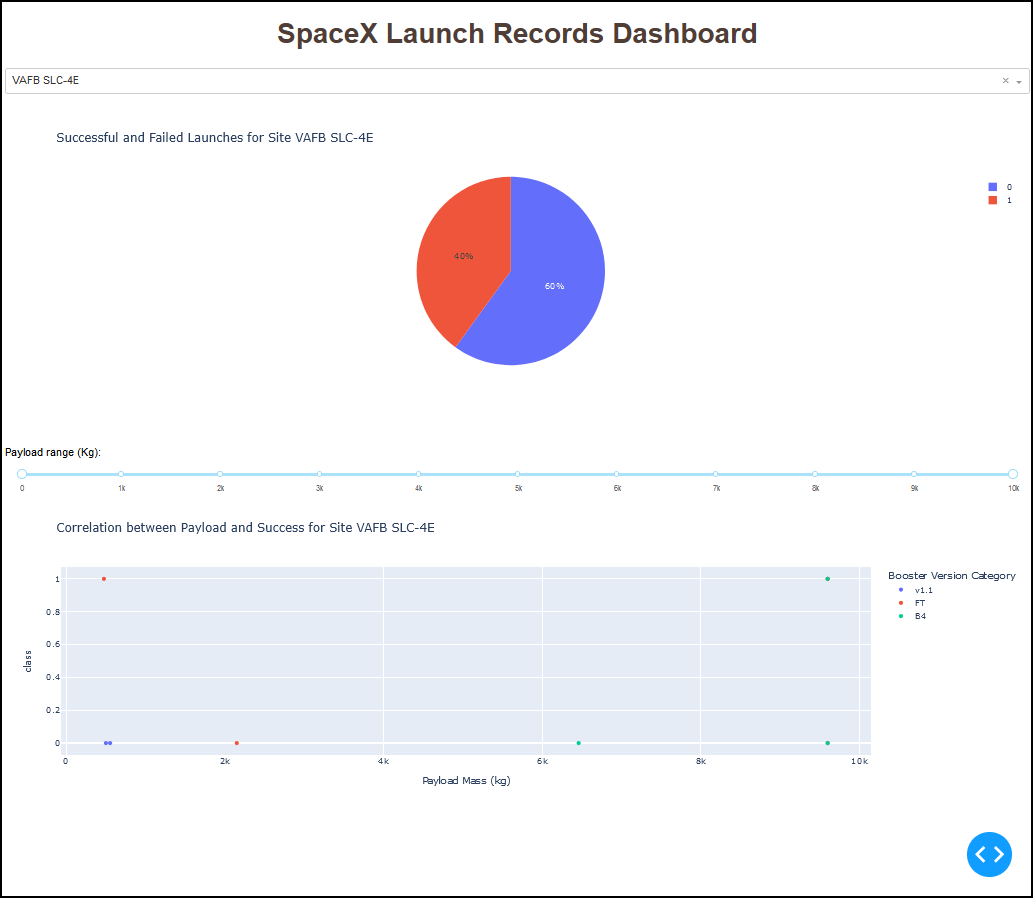 SpaceX Launch Records Dashboard
VAFB SLC-4E
Successful and Failed Launches for Site VAFB SLC-4E
0
1
40%
60%
Payload range (Kg):
0 1k 2k 3k 4k 5k 6k 7k 8k 9k 10k
Correlation between Payload and Success for Site VAFB SLC-4E
Booster Version Category
v1.1
FT
B4
1
0.8
0.6
0.4
0.2
0
class
0 2k 4k 6k 8k 10k
Payload Mass (kg)